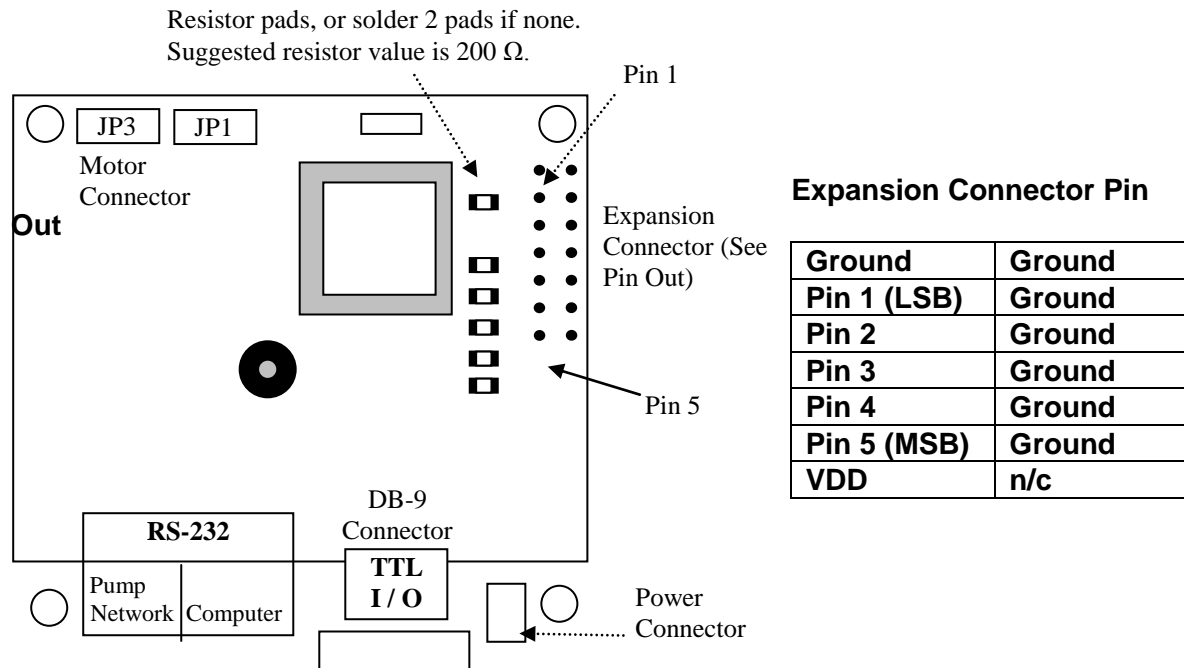 Resistor pads, or solder 2 pads if none.
Suggested resistor value is 200 Ω.
Pin 1
JP3
JP1
Motor
Connector
Out
Expansion
Connector (See
Pin Out)
Pin 5
DB-9
Connector
RS-232
TTL
I / O
Pump
Network
Computer
Power
Connector
Expansion Connector Pin
Ground Ground
Pin 1 (LSB) Ground
Pin 2 Ground
Pin 3 Ground
Pin 4 Ground
Pin 5 (MSB) Ground
VDD n/c